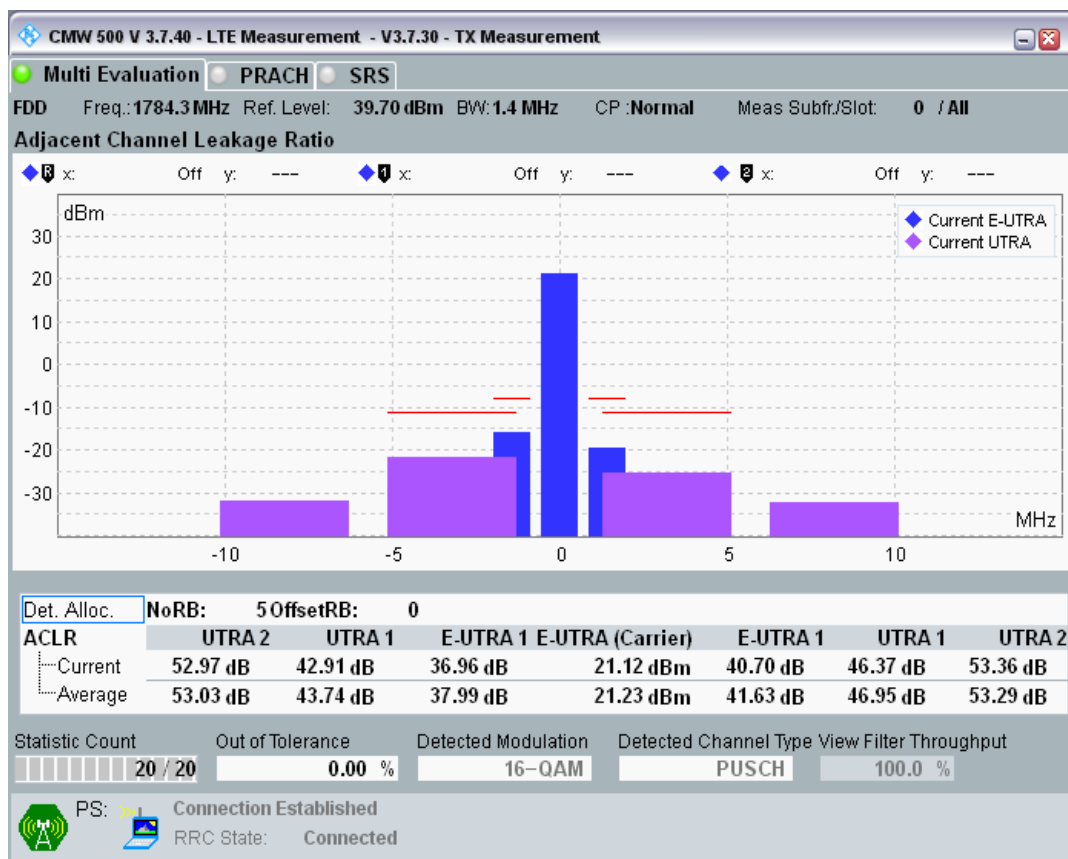 CMW 500 V 3.7.40 - LTE Measurement - V3.7.30 - TX Measurement
Multi Evaluation PRACH SRS
FDD Freq.: 1784.3 MHz Ref. Level: 39.70 dBm BW: 1.4 MHz CP :Normal Meas Subfr./Slot: 0 / All
Adjacent Channel Leakage Ratio
R x: Off y: --- 1 x: Off y: --- 2 x: Off y: ---
dBm
Current E-UTRA
Current UTRA
30
20
10
0
-10
-20
-30
MHz
-10 -5 0 5 10
Det. Alloc. NoRB: 5 OffsetRB: 0
ACLR UTRA 2 UTRA 1 E-UTRA 1 E-UTRA (Carrier) E-UTRA 1 UTRA 1 UTRA 2
Current 52.97 dB 42.91 dB 36.96 dB 21.12 dBm 40.70 dB 46.37 dB 53.36 dB
Average 53.03 dB 43.74 dB 37.99 dB 21.23 dBm 41.63 dB 46.95 dB 53.29 dB
Statistic Count Out of Tolerance Detected Modulation Detected Channel Type View Filter Throughput
20 / 20 0.00 % 16-QAM PUSCH 100.0 %
PS: Connection Established
RRC State: Connected